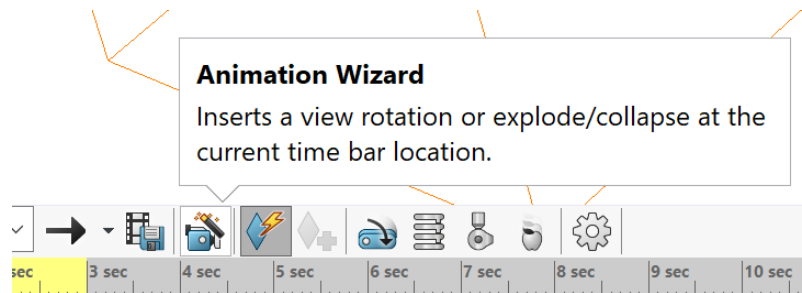 Animation Wizard
Inserts a view rotation or explode/collapse at the
current time bar location.
sec 3 sec 4 sec 5 sec 6 sec 7 sec 8 sec 9 sec 10 sec